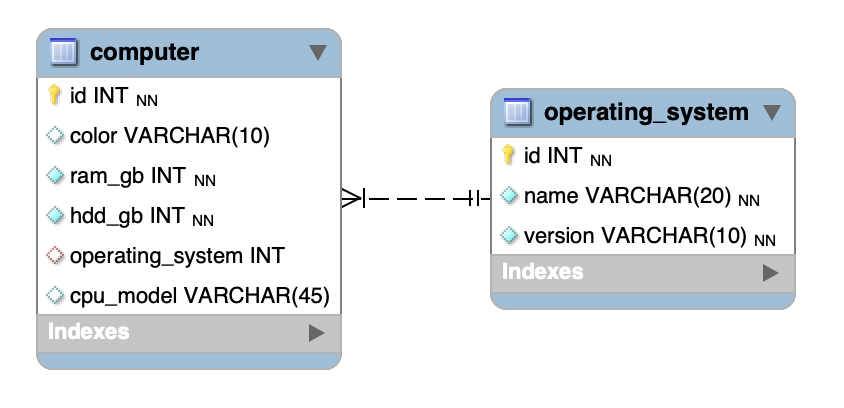 computer
id INT NN
color VARCHAR(10)
ram_gb INT NN
hdd_gb INT NN
operating_system INT
cpu_model VARCHAR(45)
Indexes
operating_system
id INT NN
name VARCHAR(20) NN
version VARCHAR(10) NN
Indexes